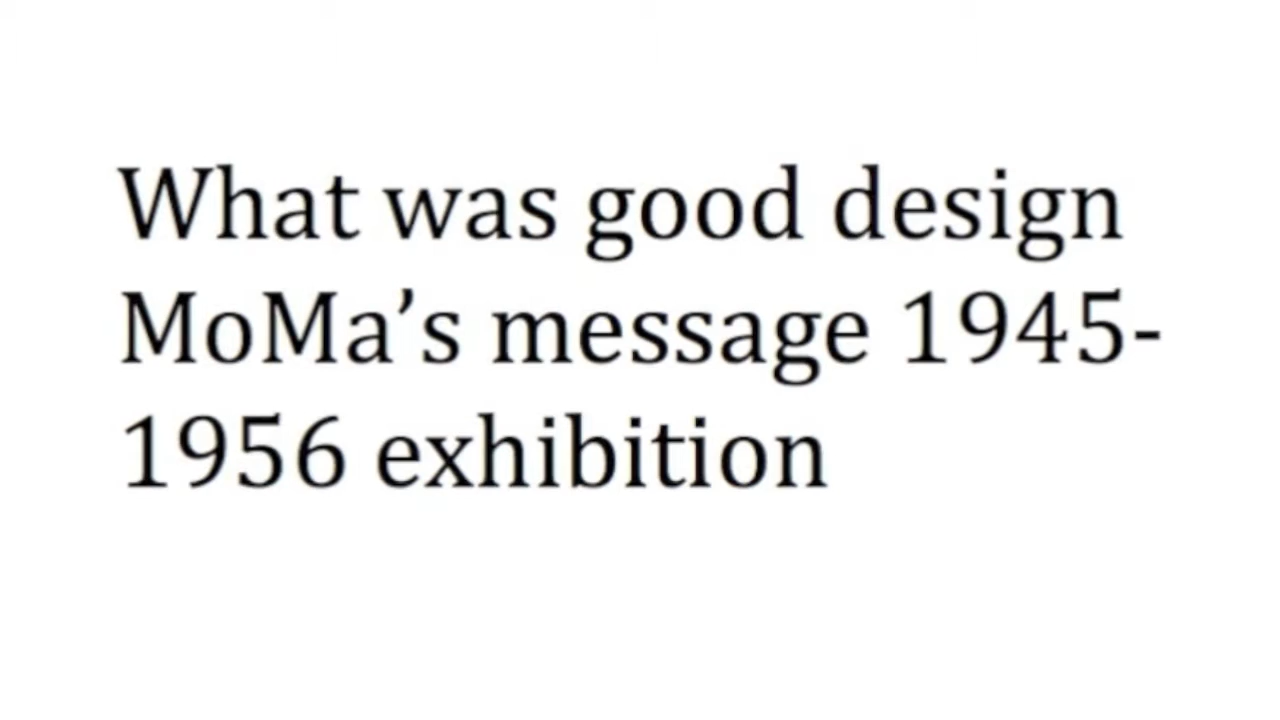 What was good design
MoMa’s message 1945-
1956 exhibition